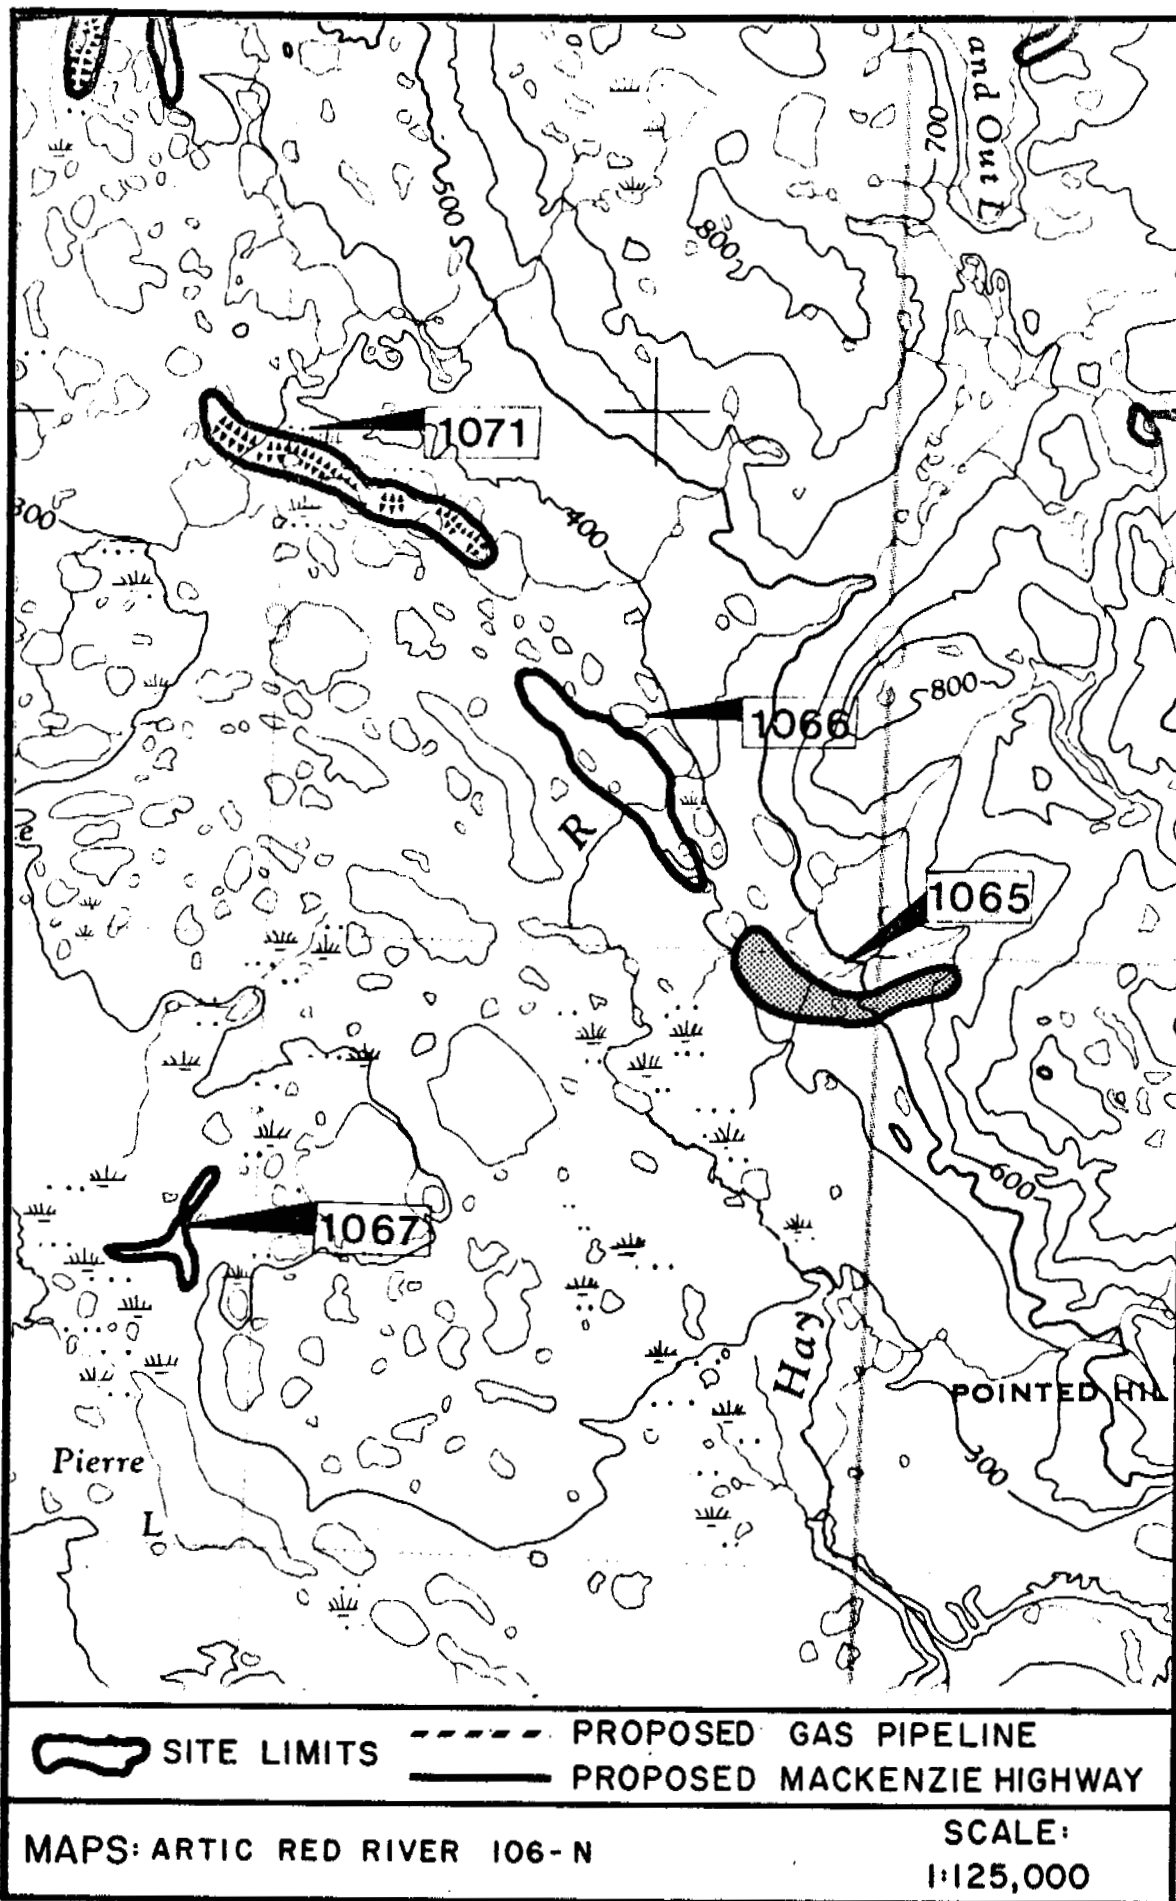 and Out L
700
500
800
1071
300
400
800
1066
R
e
1065
600
1067
Hay
POINTED HIL
300
Pierre
L
SITE LIMITS
PROPOSED GAS PIPELINE
PROPOSED MACKENZIE HIGHWAY
MAPS: ARTIC RED RIVER 106-N
SCALE:
1:125,000